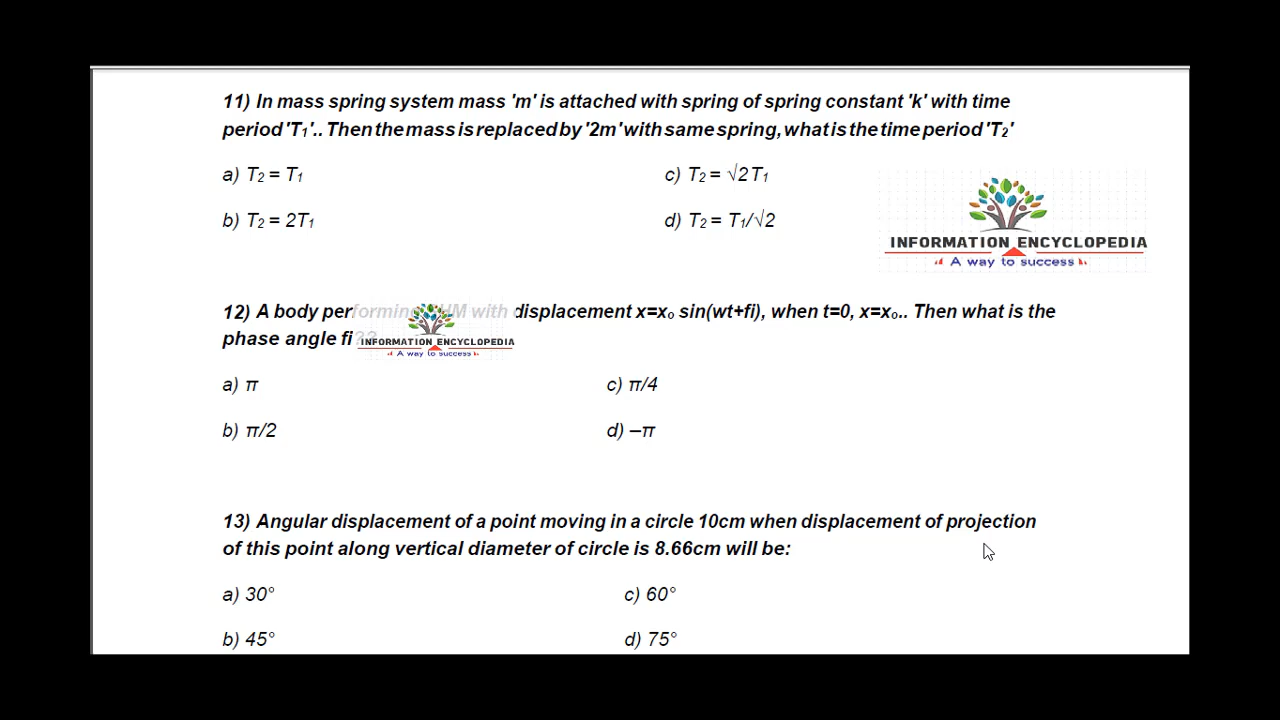 11) In mass spring system mass 'm' is attached with spring of spring constant 'k' with time
period 'T₁'.. Then the mass is replaced by '2m' with same spring, what is the time period 'T₂'
a) T₂ = T₁
c) T₂ = √2T₁
b) T₂ = 2T₁
d) T₂ = T₁/√2
INFORMATION ENCYCLOPEDIA
A way to success
12) A body performing SHM with displacement x=xₒ sin(wt+fi), when t=0, x=xₒ.. Then what is the
phase angle fi??
INFORMATION ENCYCLOPEDIA
A way to success
a) π
c) π/4
b) π/2
d) –π
13) Angular displacement of a point moving in a circle 10cm when displacement of projection
of this point along vertical diameter of circle is 8.66cm will be:
a) 30°
c) 60°
b) 45°
d) 75°